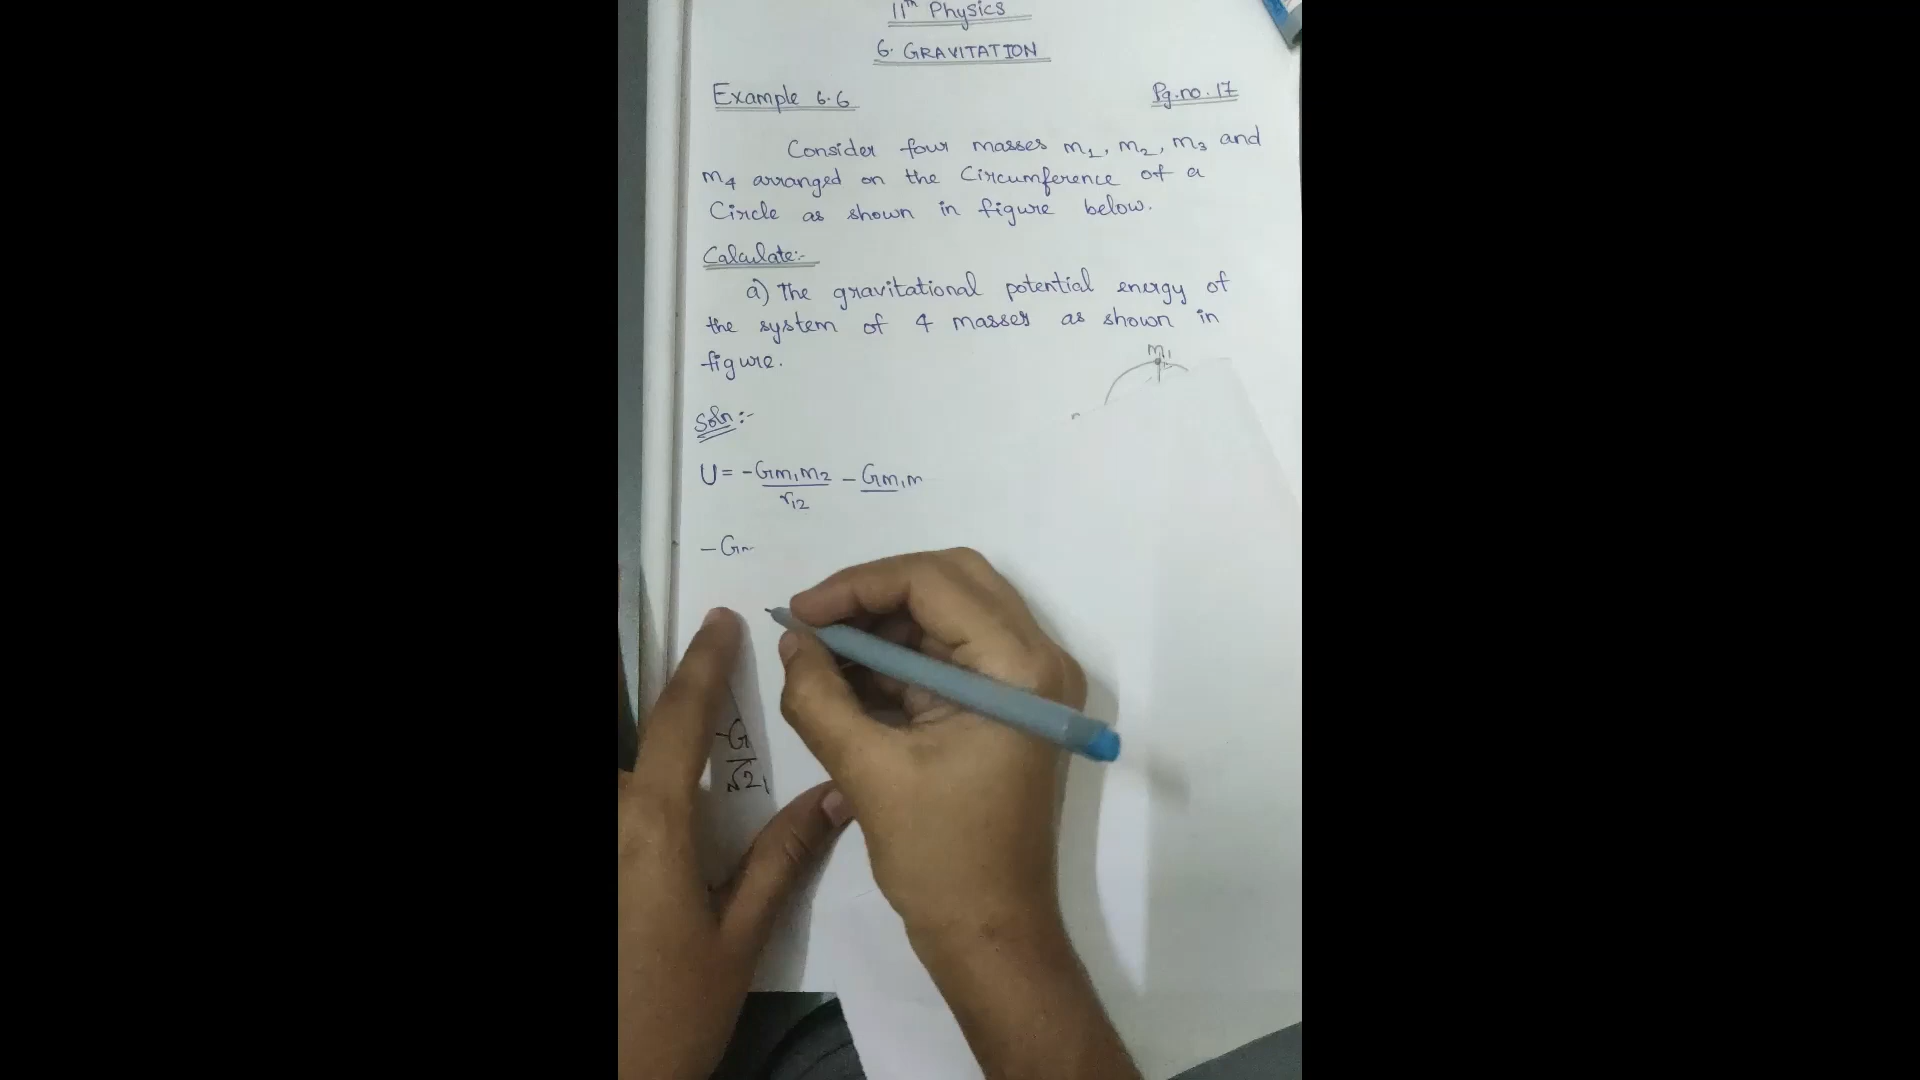 11th Physics
6. GRAVITATION
Example 6.6
Pg.no. 17
Consider four masses m1, m2, m3 and
m4 arranged on the Circumference of a
Circle as shown in figure below.
Calculate:-
a) The gravitational potential energy of
the system of 4 masses as shown in
figure.
M1
Soln:-
U = -Gm1m2/r12 - Gm1m
-Gm
-G/√2